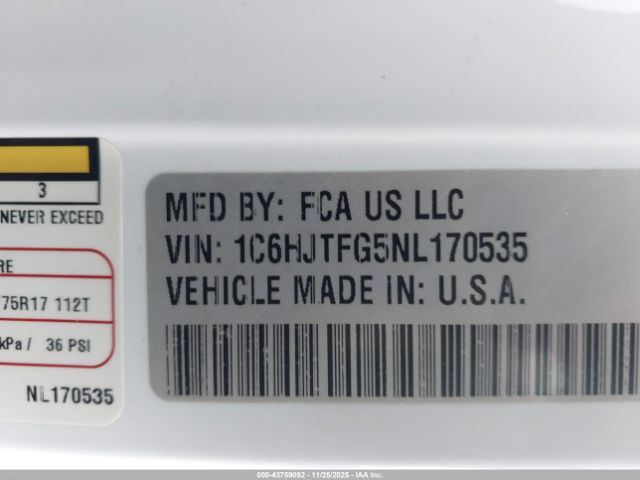 3
NEVER EXCEED
RE
75R17 112T
kPa / 36 PSI
NL170535
MFD BY: FCA US LLC
VIN: 1C6HJTFG5NL170535
VEHICLE MADE IN: U.S.A.
000-43759092 - 11/25/2025 - IAA Inc.